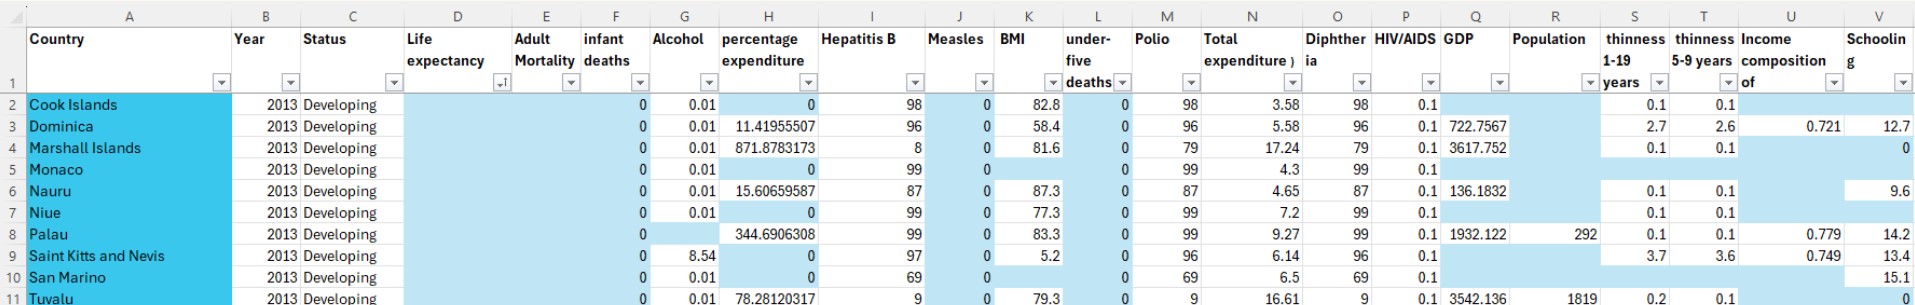 A B C D E F G H I J K L M N O P Q R S T U V
Country Year Status Life Adult infant Alcohol percentage Hepatitis B Measles BMI under- Polio Total Diphther HIV/AIDS GDP Population thinness thinness Income Schoolin
expectancy Mortality deaths expenditure five expenditure ) ia 1-19 5-9 years composition g
1 deaths years of
2 Cook Islands 2013 Developing 0 0.01 0 98 0 82.8 0 98 3.58 98 0.1 0.1 0.1
3 Dominica 2013 Developing 0 0.01 11.41955507 96 0 58.4 0 96 5.58 96 0.1 722.7567 2.7 2.6 0.721 12.7
4 Marshall Islands 2013 Developing 0 0.01 871.8783173 8 0 81.6 0 79 17.24 79 0.1 3617.752 0.1 0.1 0
5 Monaco 2013 Developing 0 0.01 0 99 0 0 99 4.3 99 0.1
6 Nauru 2013 Developing 0 0.01 15.60659587 87 0 87.3 0 87 4.65 87 0.1 136.1832 0.1 0.1 9.6
7 Niue 2013 Developing 0 0.01 0 99 0 77.3 0 99 7.2 99 0.1 0.1 0.1
8 Palau 2013 Developing 0 344.6906308 99 0 83.3 0 99 9.27 99 0.1 1932.122 292 0.1 0.1 0.779 14.2
9 Saint Kitts and Nevis 2013 Developing 0 8.54 0 97 0 5.2 0 96 6.14 96 0.1 3.7 3.6 0.749 13.4
10 San Marino 2013 Developing 0 0.01 0 69 0 0 69 6.5 69 0.1 15.1
11 Tuvalu 2013 Developing 0 0.01 78.28120317 9 0 79.3 0 9 16.61 9 0.1 3542.136 1819 0.2 0.1 0